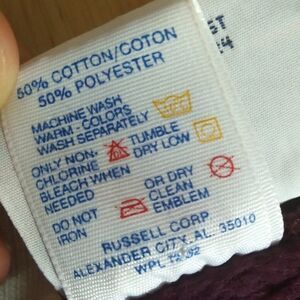 50% COTTON/COTON
50% POLYESTER
MACHINE WASH
WARM - COLORS
WASH SEPARATELY
ONLY NON-
CHLORINE
BLEACH WHEN
NEEDED
TUMBLE
DRY LOW
DO NOT
IRON
OR DRY
CLEAN
EMBLEM
RUSSELL CORP
ALEXANDER CITY, AL. 35010